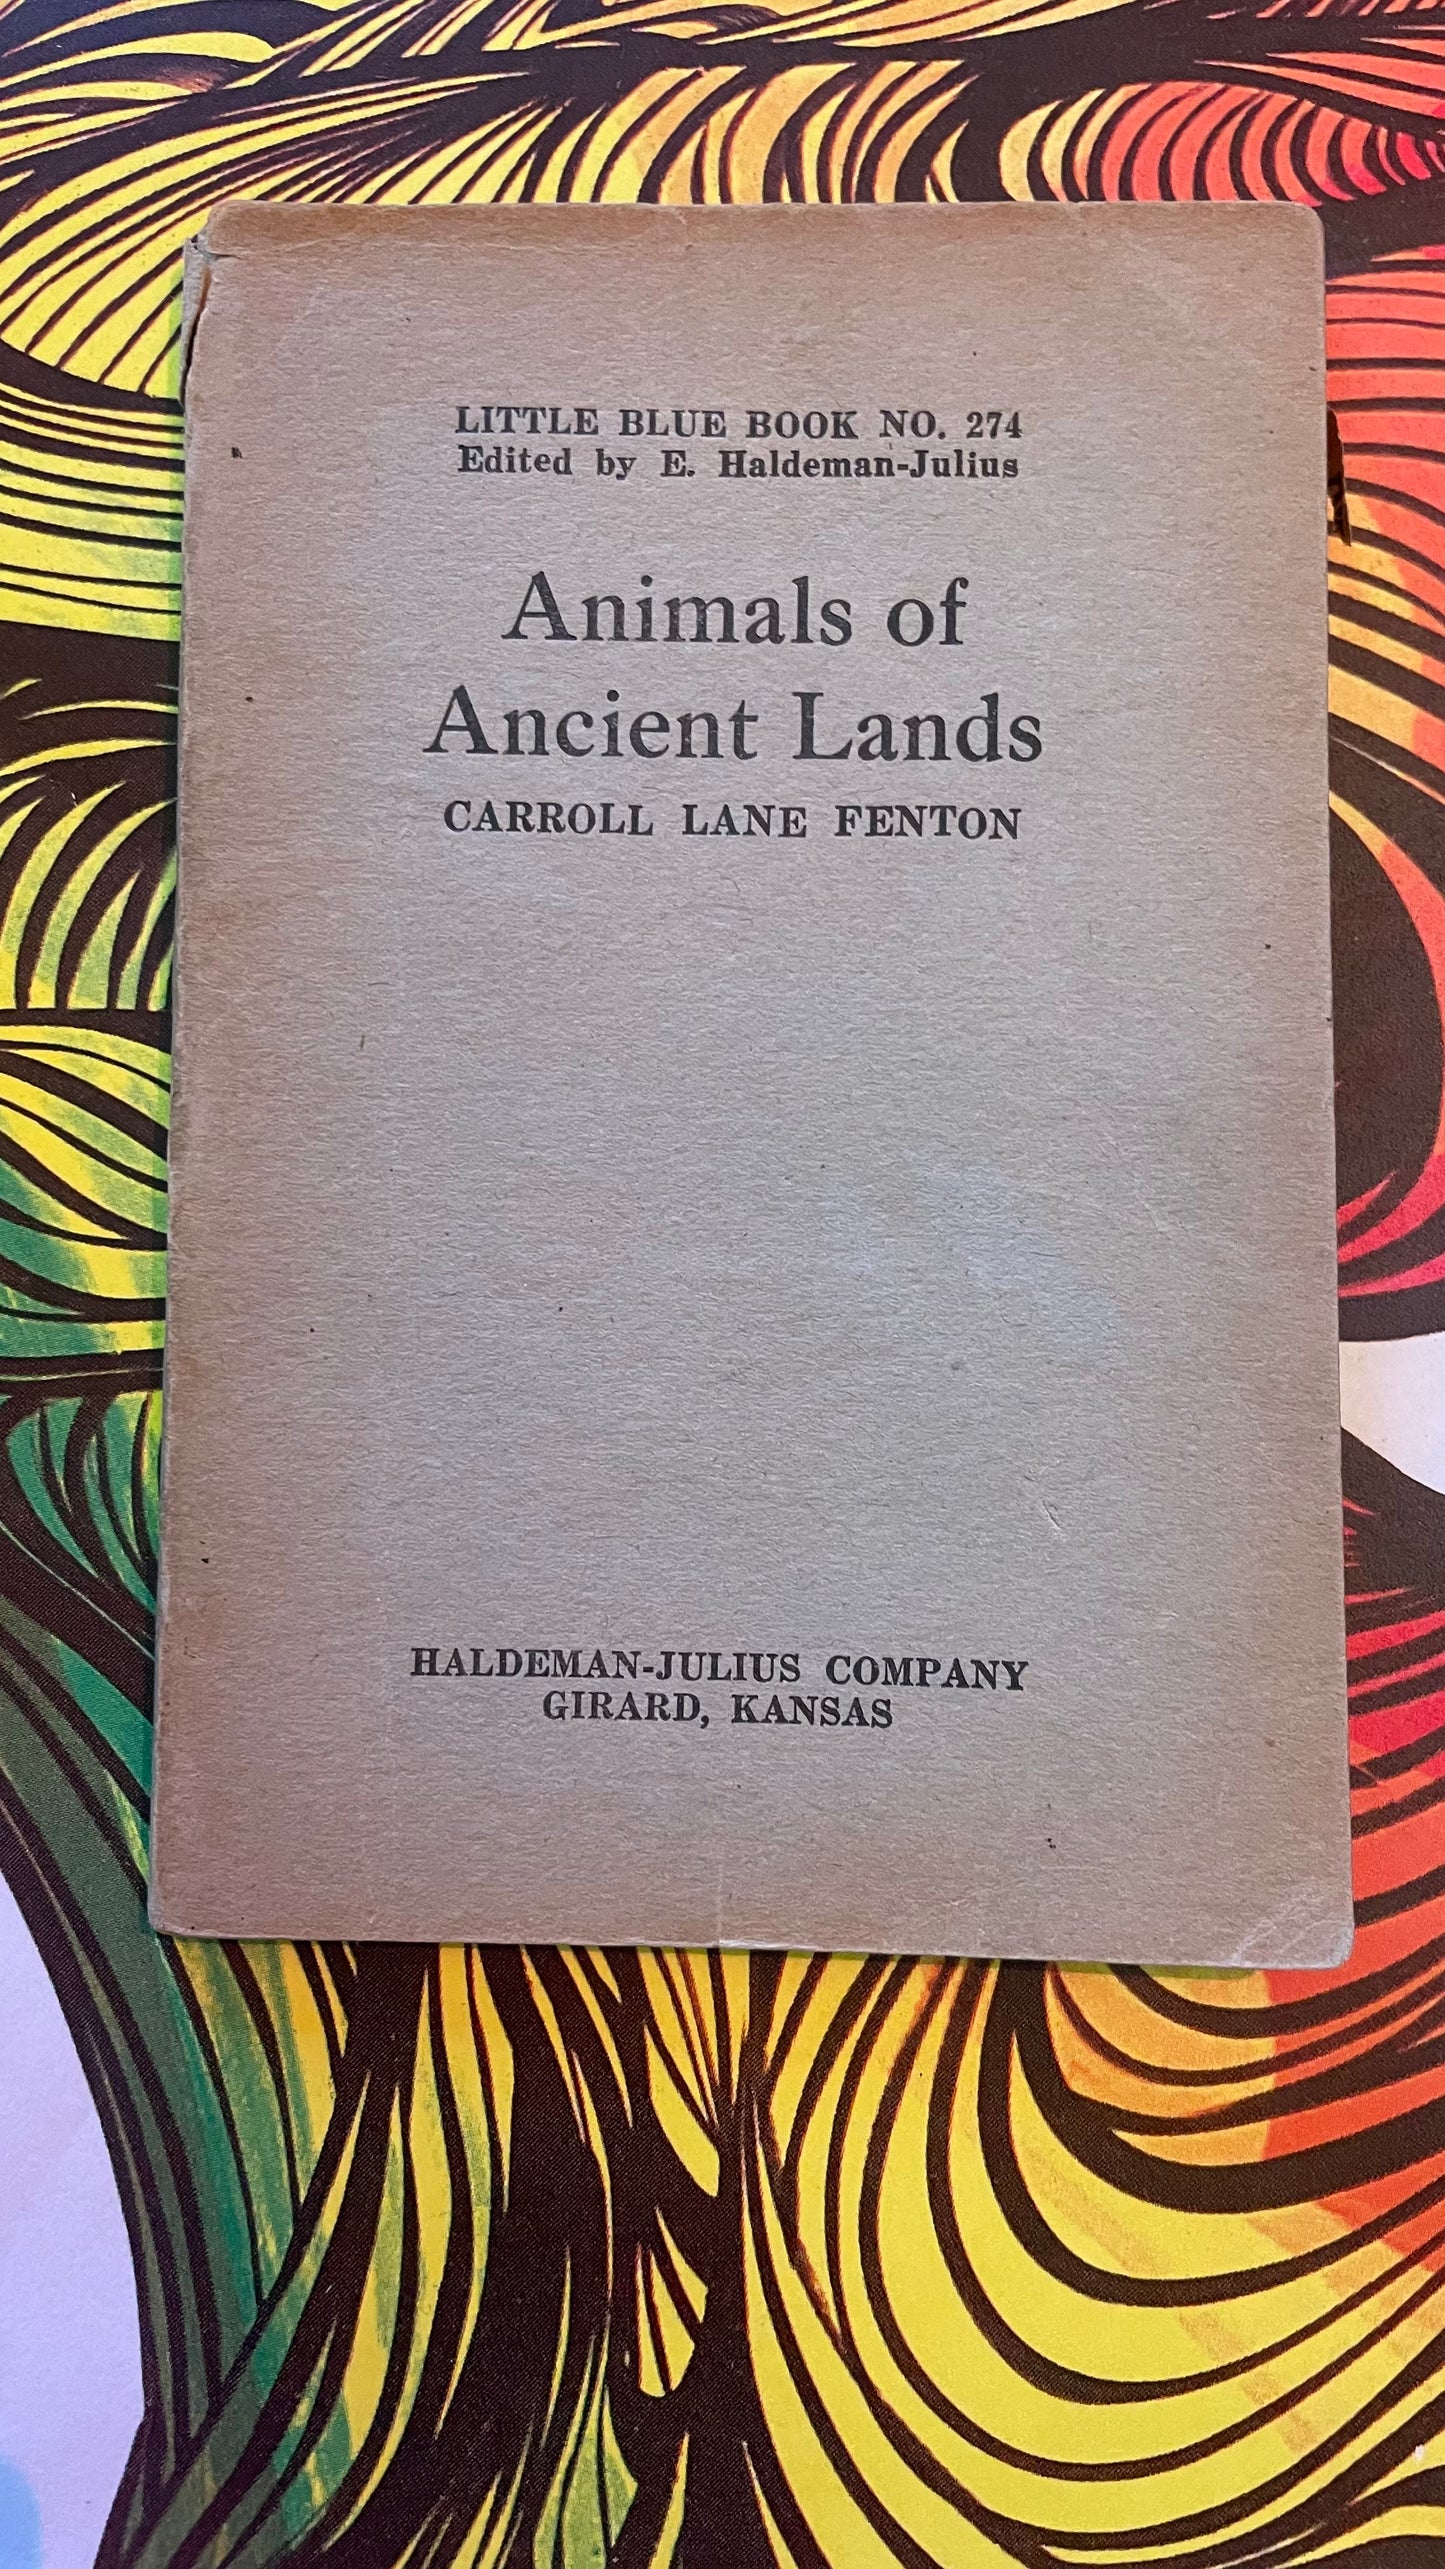 LITTLE BLUE BOOK NO. 274
Edited by E. Haldeman-Julius
Animals of
Ancient Lands
CARROLL LANE FENTON
HALDEMAN-JULIUS COMPANY
GIRARD, KANSAS